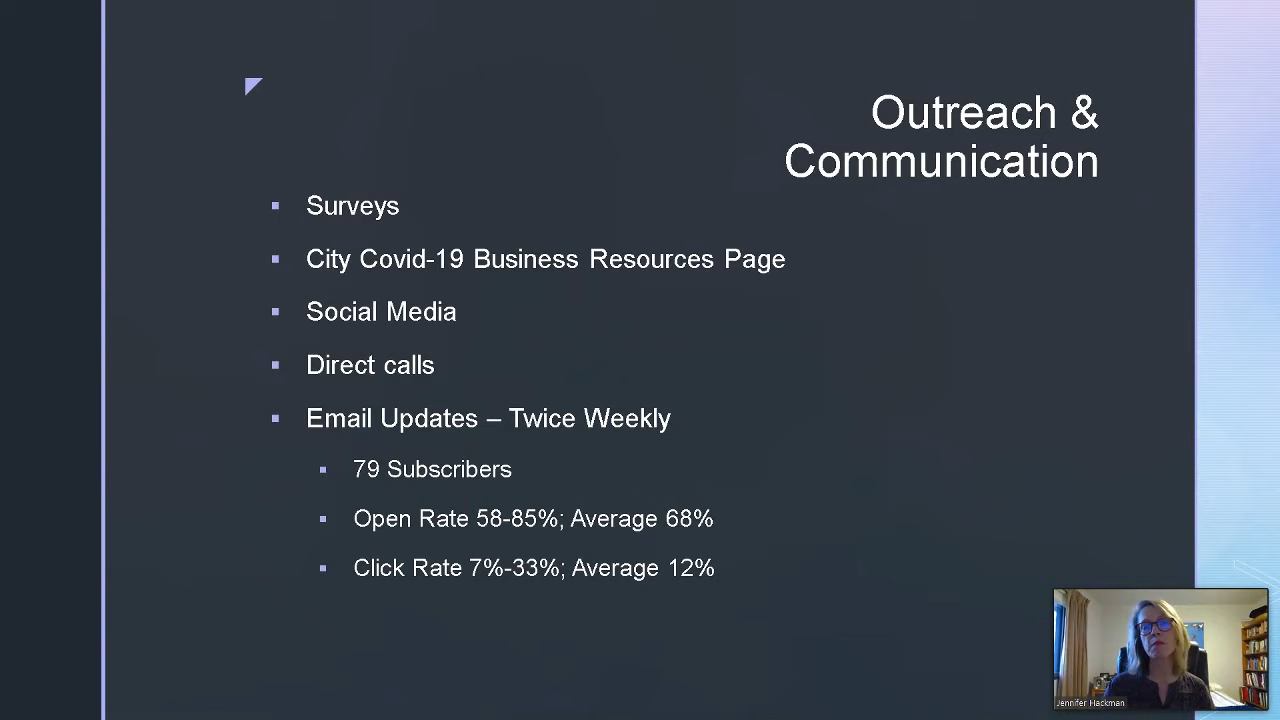 Outreach &
Communication
Surveys
City Covid-19 Business Resources Page
Social Media
Direct calls
Email Updates – Twice Weekly
79 Subscribers
Open Rate 58-85%; Average 68%
Click Rate 7%-33%; Average 12%
Jennifer Hackman